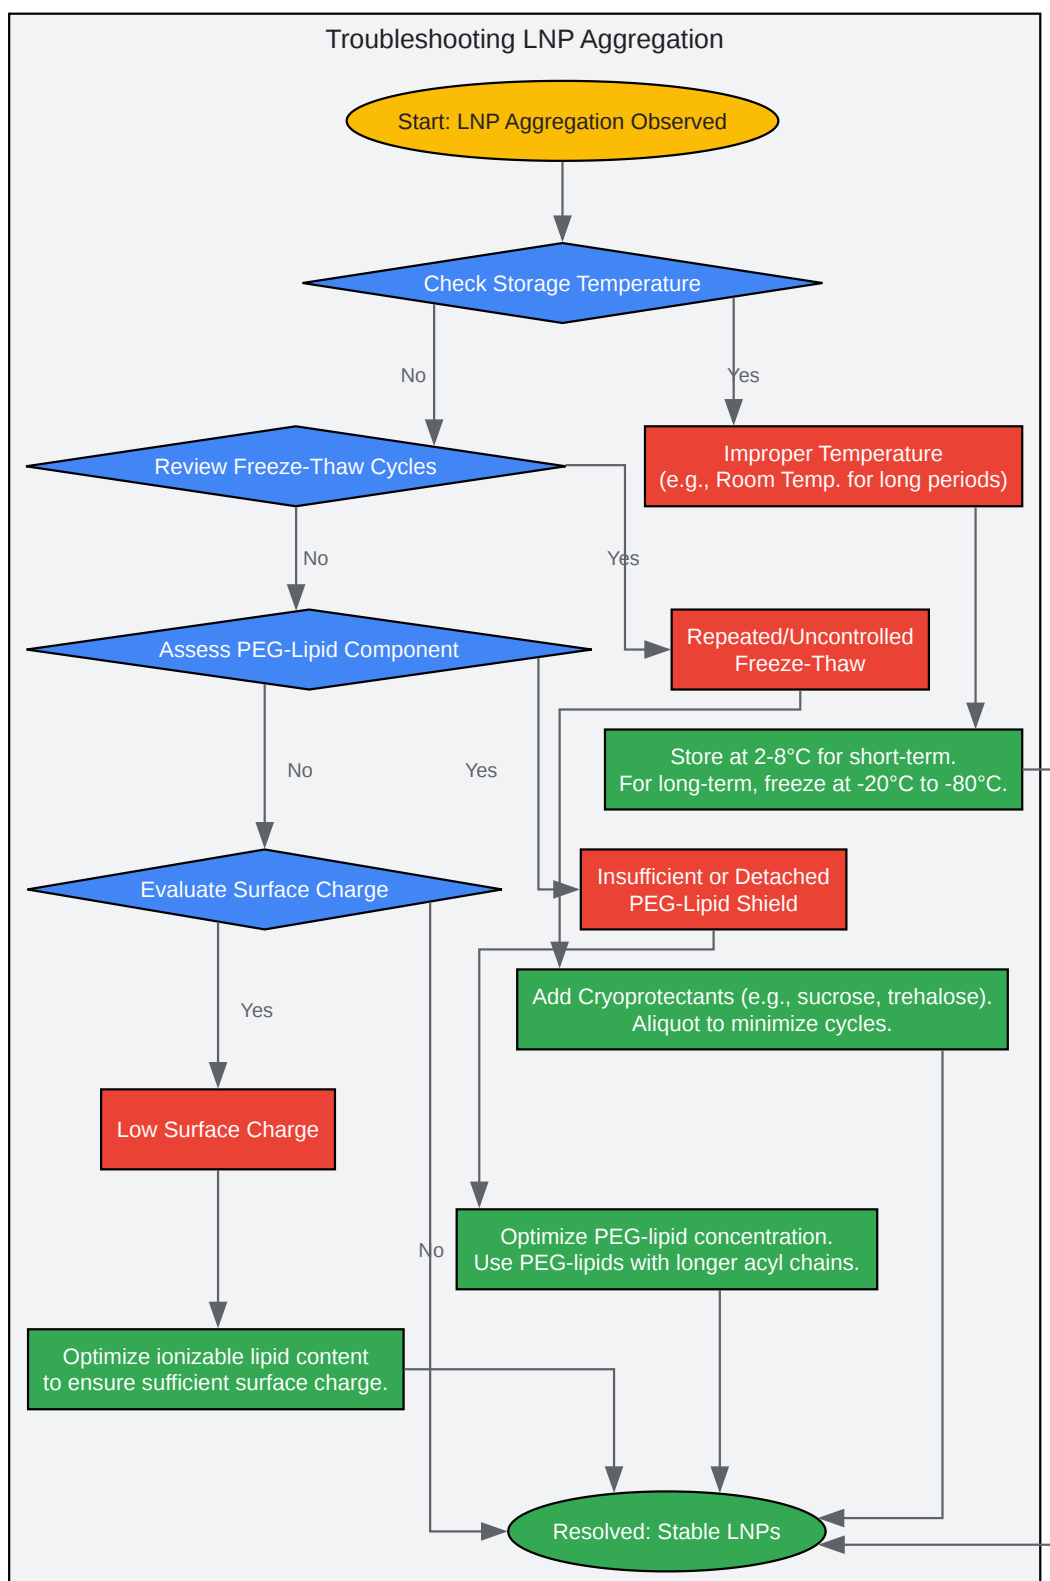 Troubleshooting LNP Aggregation
Start: LNP Aggregation Observed
Check Storage Temperature
No
Yes
Review Freeze-Thaw Cycles
Improper Temperature
(e.g., Room Temp. for long periods)
No
Yes
Assess PEG-Lipid Component
Repeated/Uncontrolled
Freeze-Thaw
No
Yes
Store at 2-8°C for short-term.
For long-term, freeze at -20°C to -80°C.
Evaluate Surface Charge
Insufficient or Detached
PEG-Lipid Shield
Yes
Add Cryoprotectants (e.g., sucrose, trehalose).
Aliquot to minimize cycles.
Low Surface Charge
No
Optimize PEG-lipid concentration.
Use PEG-lipids with longer acyl chains.
Optimize ionizable lipid content
to ensure sufficient surface charge.
Resolved: Stable LNPs